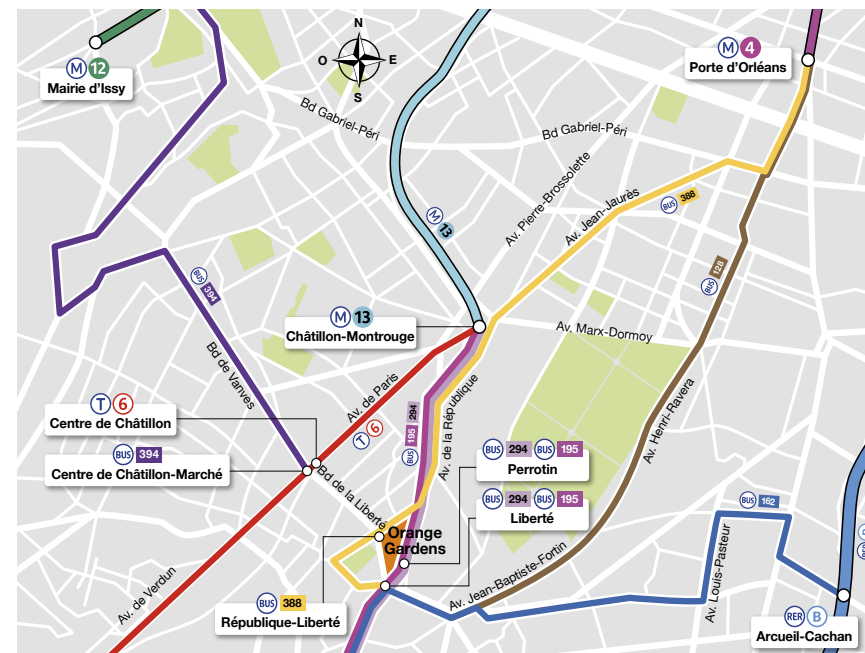 M 12
Mairie d'Issy
N
O E
S
M 4
Porte d'Orléans
Bd Gabriel-Péri
Bd Gabriel-Péri
Av. Pierre-Brossolette
Av. Jean-Jaurès
BUS 388
M 13
BUS 128
BUS 394
M 13
Châtillon-Montrouge
Av. Marx-Dormoy
Bd de Vanves
Av. de Paris
T 6
BUS 195 294
Av. de la République
Av. Henri-Ravera
T 6
Centre de Châtillon
BUS 394
Centre de Châtillon-Marché
Bd de la Liberté
BUS 294 BUS 195
Perrotin
BUS 294 BUS 195
Liberté
BUS 162
Orange
Gardens
Av. Louis-Pasteur
Av. Jean-Baptiste-Fortin
Av. de Verdun
BUS 388
République-Liberté
RER B
Arcueil-Cachan